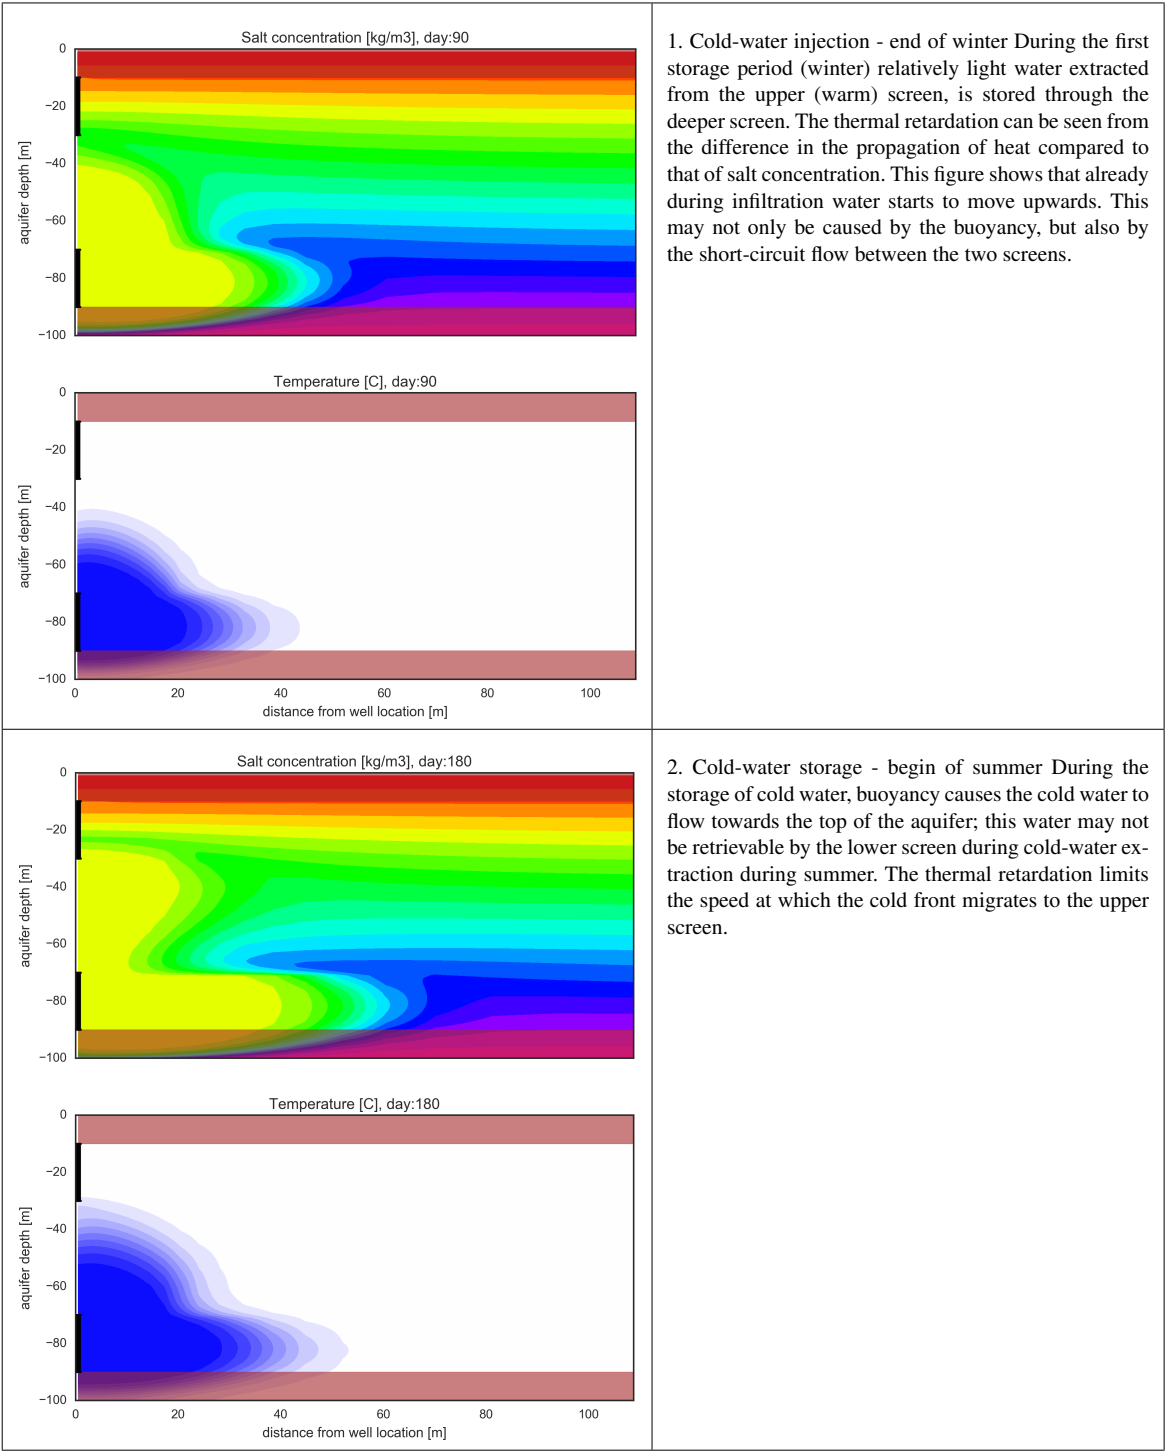 Salt concentration [kg/m3], day:90
0
−20
−40
−60
−80
−100
aquifer depth [m]
Temperature [C], day:90
0
−20
−40
−60
−80
−100
aquifer depth [m]
0 20 40 60 80 100
distance from well location [m]
1. Cold-water injection - end of winter During the first
storage period (winter) relatively light water extracted
from the upper (warm) screen, is stored through the
deeper screen. The thermal retardation can be seen from
the difference in the propagation of heat compared to
that of salt concentration. This figure shows that already
during infiltration water starts to move upwards. This
may not only be caused by the buoyancy, but also by
the short-circuit flow between the two screens.
Salt concentration [kg/m3], day:180
0
−20
−40
−60
−80
−100
aquifer depth [m]
Temperature [C], day:180
0
−20
−40
−60
−80
−100
aquifer depth [m]
0 20 40 60 80 100
distance from well location [m]
2. Cold-water storage - begin of summer During the
storage of cold water, buoyancy causes the cold water to
flow towards the top of the aquifer; this water may not
be retrievable by the lower screen during cold-water ex-
traction during summer. The thermal retardation limits
the speed at which the cold front migrates to the upper
screen.